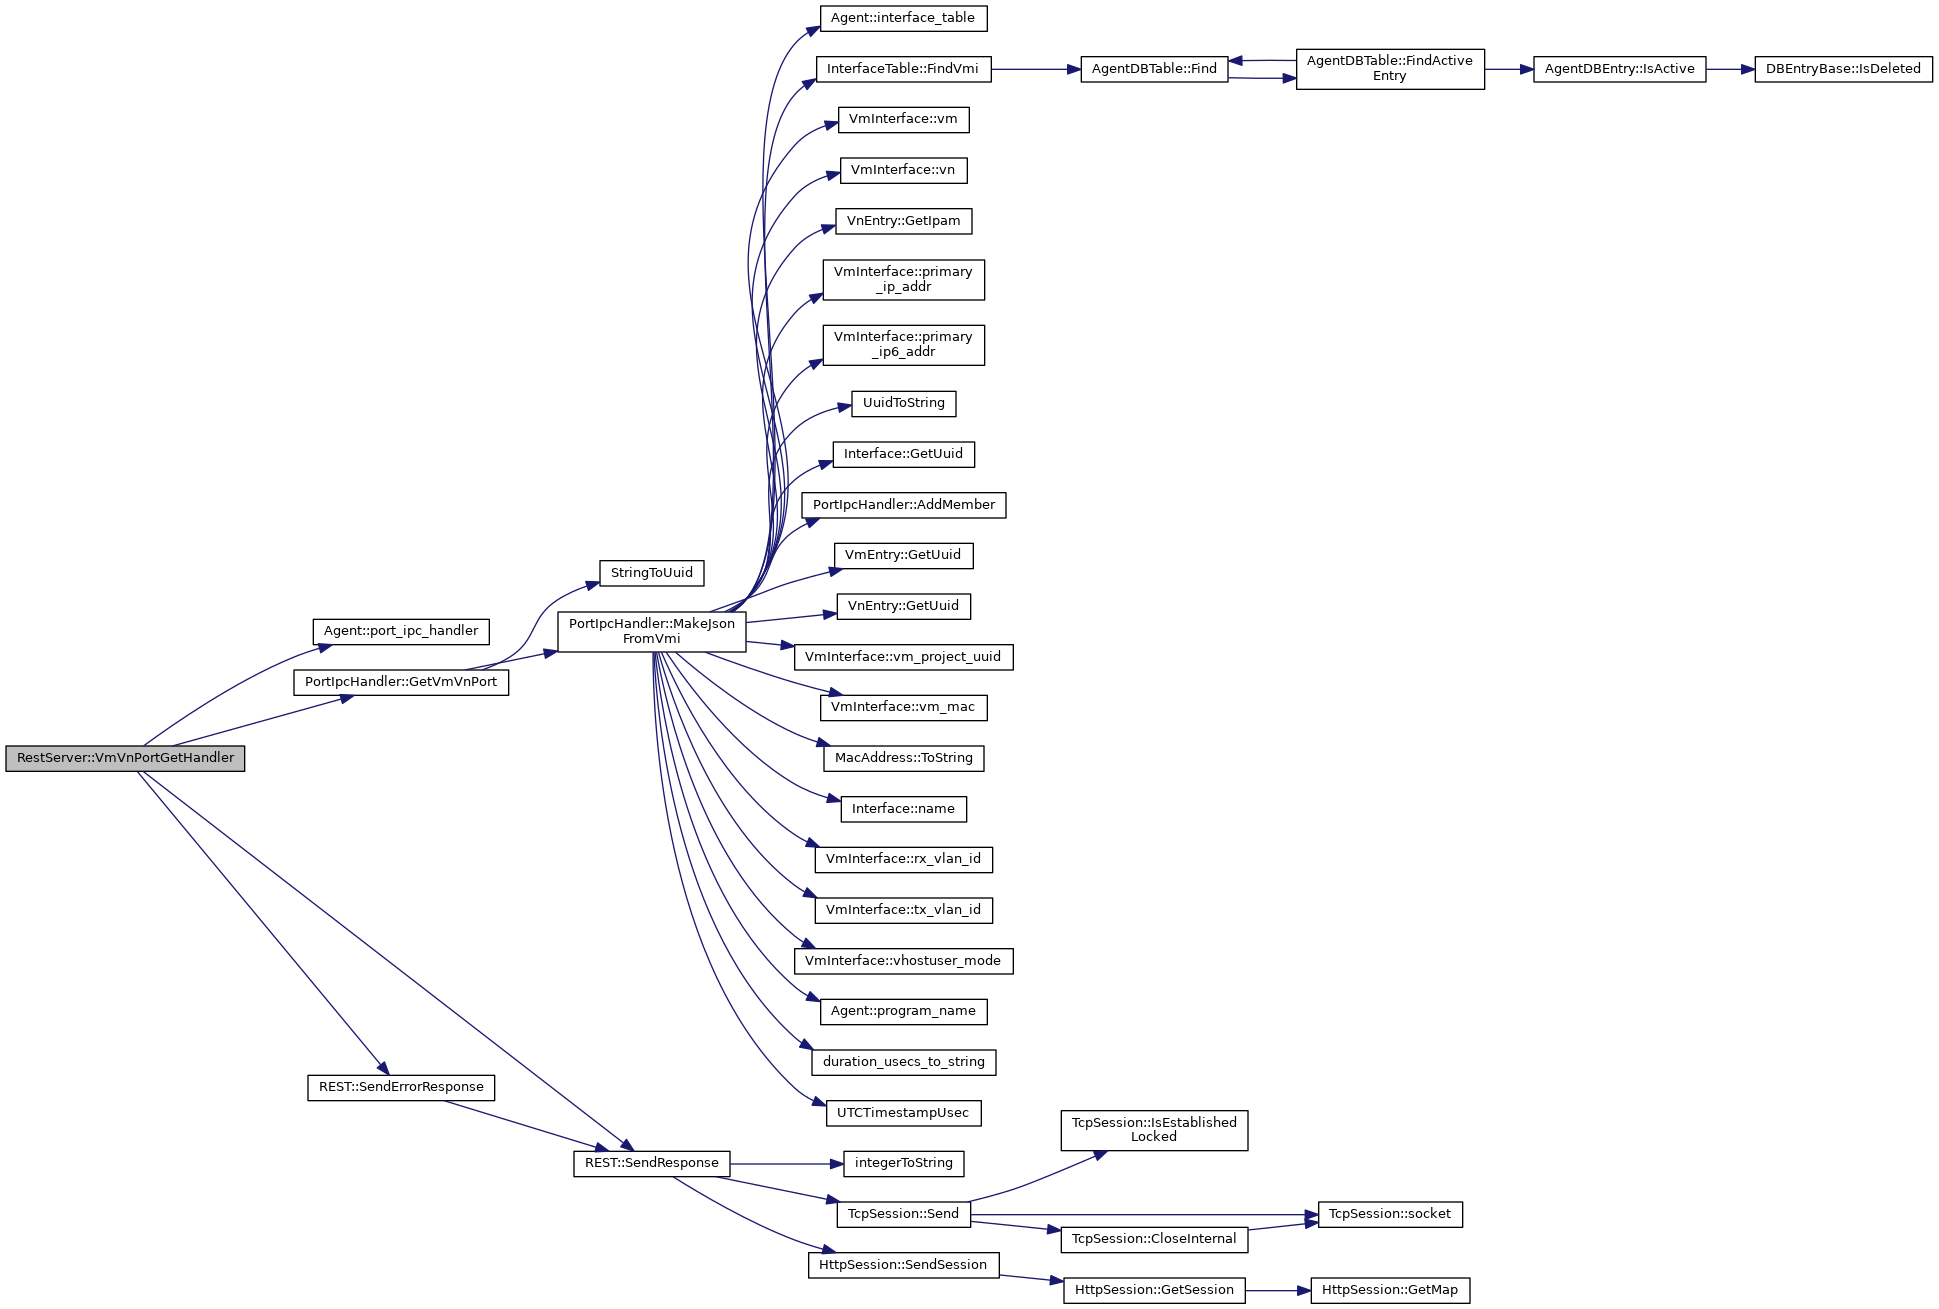 Agent::interface_table
InterfaceTable::FindVmi
AgentDBTable::Find
AgentDBTable::FindActive
Entry
AgentDBEntry::IsActive
DBEntryBase::IsDeleted
VmInterface::vm
VmInterface::vn
VnEntry::GetIpam
VmInterface::primary
_ip_addr
VmInterface::primary
_ip6_addr
UuidToString
Interface::GetUuid
PortIpcHandler::AddMember
VmEntry::GetUuid
StringToUuid
VnEntry::GetUuid
Agent::port_ipc_handler
PortIpcHandler::MakeJson
FromVmi
VmInterface::vm_project_uuid
PortIpcHandler::GetVmVnPort
VmInterface::vm_mac
RestServer::VmVnPortGetHandler
MacAddress::ToString
Interface::name
VmInterface::rx_vlan_id
VmInterface::tx_vlan_id
VmInterface::vhostuser_mode
Agent::program_name
duration_usecs_to_string
REST::SendErrorResponse
UTCTimestampUsec
TcpSession::IsEstablished
Locked
REST::SendResponse
integerToString
TcpSession::Send
TcpSession::socket
TcpSession::CloseInternal
HttpSession::SendSession
HttpSession::GetSession
HttpSession::GetMap